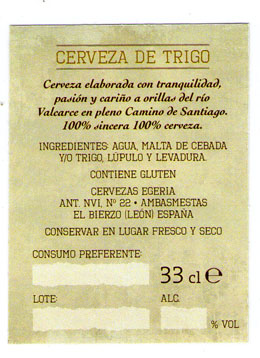 CERVEZA DE TRIGO
Cerveza elaborada con tranquilidad,
pasión y cariño a orillas del río
Valcarce en pleno Camino de Santiago.
100% sincera 100% cerveza.
INGREDIENTES: AGUA, MALTA DE CEBADA
Y/O TRIGO, LÚPULO Y LEVADURA.
CONTIENE GLUTEN
CERVEZAS EGERIA
ANT. NVI, Nº 22 • AMBASMESTAS
EL BIERZO (LEÓN) ESPAÑA
CONSERVAR EN LUGAR FRESCO Y SECO
CONSUMO PREFERENTE:
33 cl e
LOTE:
ALC.
% VOL